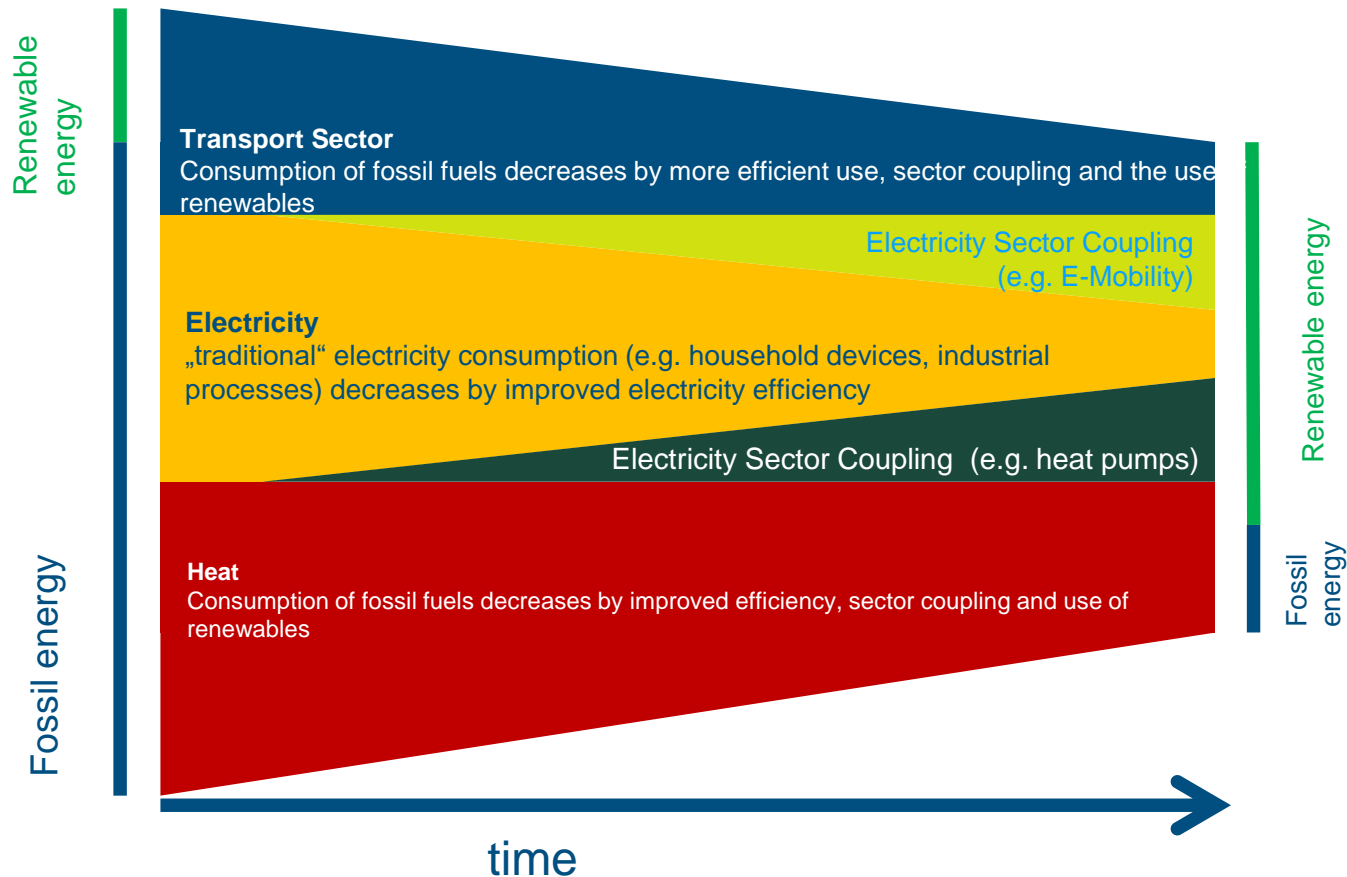 Renewable
energy
Fossil energy
Transport Sector
Consumption of fossil fuels decreases by more efficient use, sector coupling and the use
renewables
Electricity Sector Coupling
(e.g. E-Mobility)
Electricity
„traditional“ electricity consumption (e.g. household devices, industrial
processes) decreases by improved electricity efficiency
Electricity Sector Coupling (e.g. heat pumps)
Heat
Consumption of fossil fuels decreases by improved efficiency, sector coupling and use of
renewables
Renewable energy
Fossil
energy
time